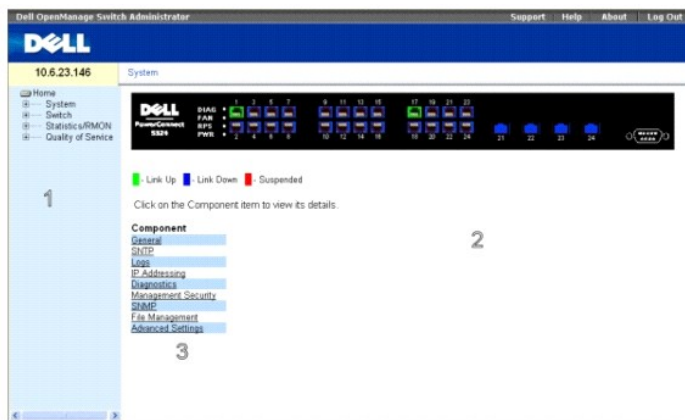 Dell OpenManage Switch Administrator
Support Help About Log Out
DELL
10.6.23.146
System
Home
System
Switch
Statistics/RMON
Quality of Service
DELL
PowerConnect
5324
DIAG
FAN
RPS
PWR
1 3 5 7 9 11 13 15 17 19 21 23
2 4 6 8 10 12 14 16 18 20 22 24
21 22 23 24
- Link Up - Link Down - Suspended
Click on the Component item to view its details.
Component
General
SNTP
Logs
IP Addressing
Diagnostics
Management Security
SNMP
File Management
Advanced Settings
1
2
3